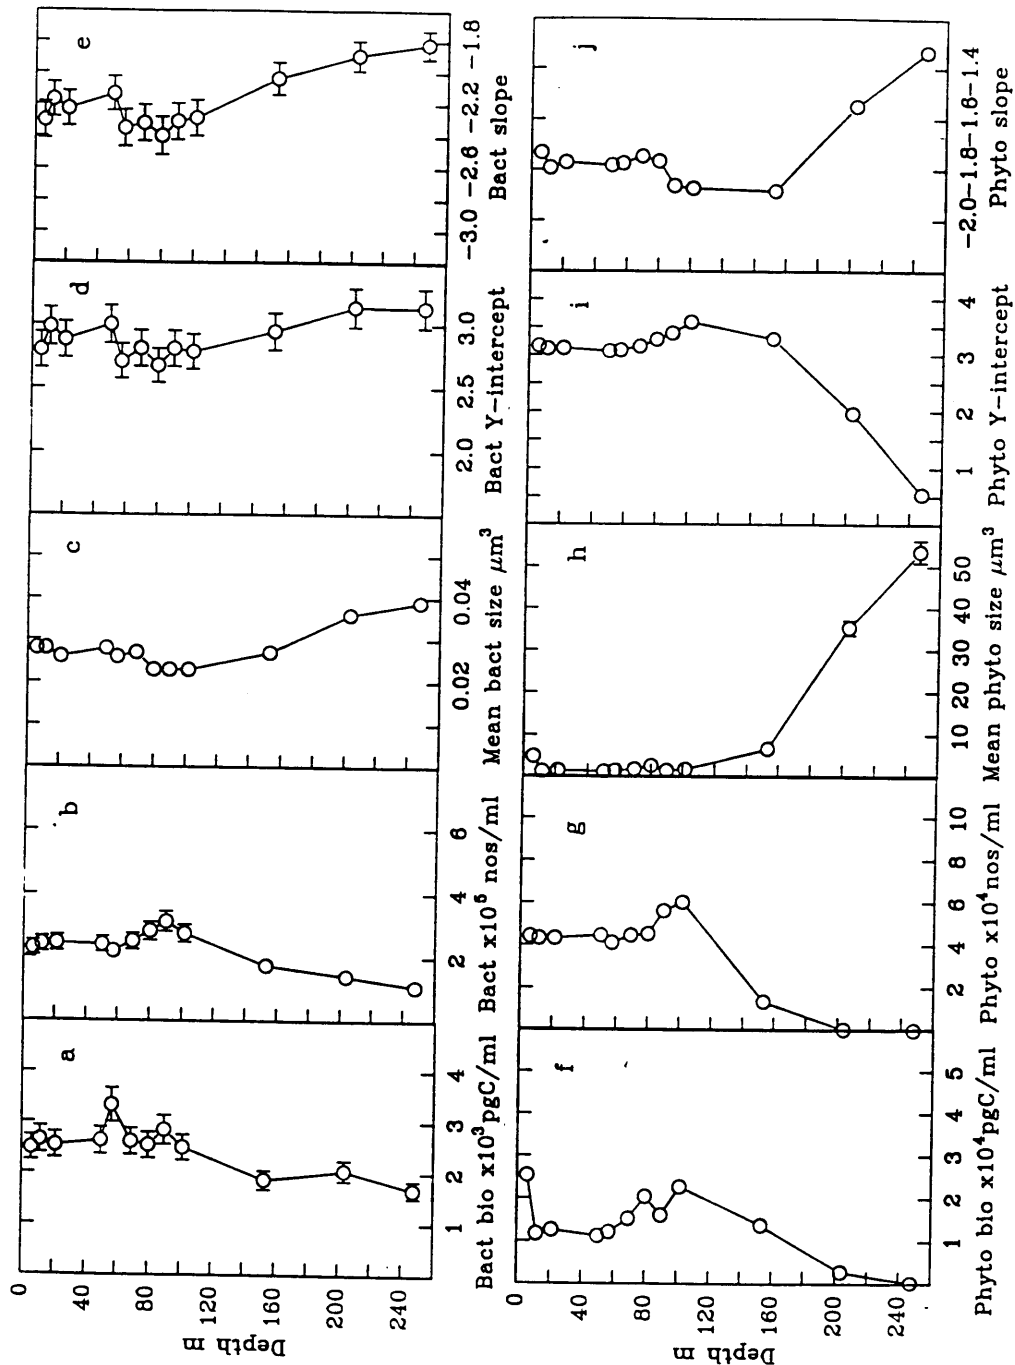 e
-3.0 -2.6 -2.2 -1.8
Bact slope
d
2.0 2.5 3.0
Bact Y-intercept
c
0.02 0.04
Mean bact size μm³
b
2 4 6
Bact x10⁵ nos/ml
a
1 2 3 4
Bact bio x10³pgC/ml
0 40 80 120 160 200 240
Depth m
j
-2.0-1.8-1.6-1.4
Phyto slope
i
1 2 3 4
Phyto Y-intercept
h
10 20 30 40 50
Mean phyto size μm³
g
2 4 6 8 10
Phyto x10⁴nos/ml
f
1 2 3 4 5
Phyto bio x10⁴pgC/ml
0 40 80 120 160 200 240
Depth m